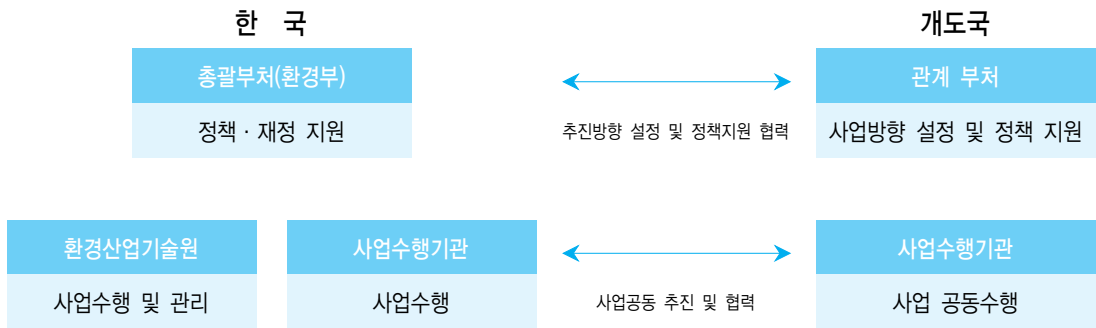 한 국
개도국
총괄부처(환경부)
관계 부처
정책 · 재정 지원
추진방향 설정 및 정책지원 협력
사업방향 설정 및 정책 지원
환경산업기술원
사업수행기관
사업수행기관
사업수행 및 관리
사업수행
사업공동 추진 및 협력
사업 공동수행